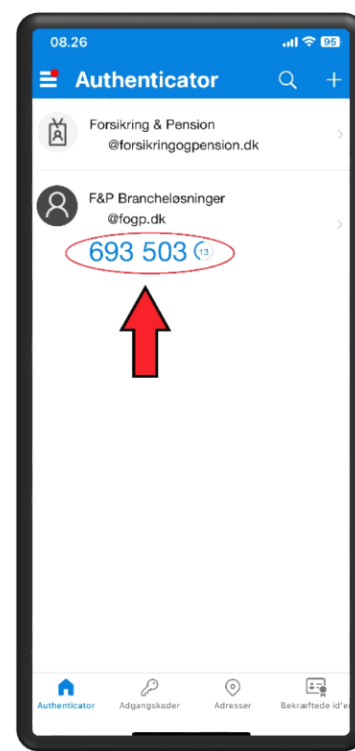 08.26
95
Authenticator
Forsikring & Pension
@forsikringogpension.dk
F&P Brancheløsninger
@fogp.dk
693 503 13
Authenticator Adgangskoder Adresser Bekræftede id'er